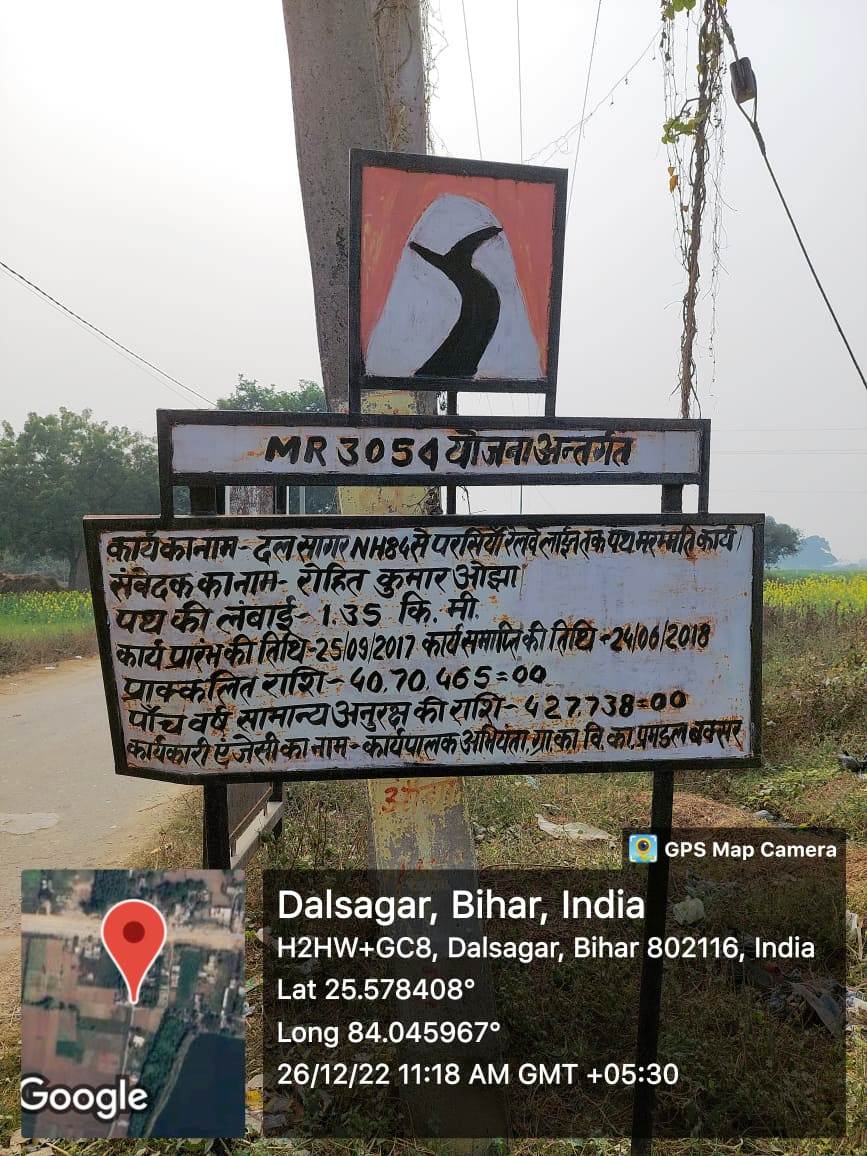 MR 3054 योजना अन्तर्गत
कार्य का नाम - दल सागर NH84 से परसियाँ रेलवे लाईन तक पथ मरम्मति कार्य।
संवेदक का नाम - रोहित कुमार ओझा
पथ की लंबाई - 1.35 कि. मी.
कार्य प्रारंभ की तिथि - 25/09/2017 कार्य समाप्ति की तिथि - 24/06/2018
प्राक्कलित राशि - 40,70,465=00
पाँच वर्ष सामान्य अनुरक्ष की राशि - 427738=00
कार्यकारी एजेंसी का नाम - कार्यपालक अभियंता, ग्रा. का. वि. का. प्रमंडल बक्सर
GPS Map Camera
Dalsagar, Bihar, India
H2HW+GC8, Dalsagar, Bihar 802116, India
Lat 25.578408°
Long 84.045967°
26/12/22 11:18 AM GMT +05:30
Google